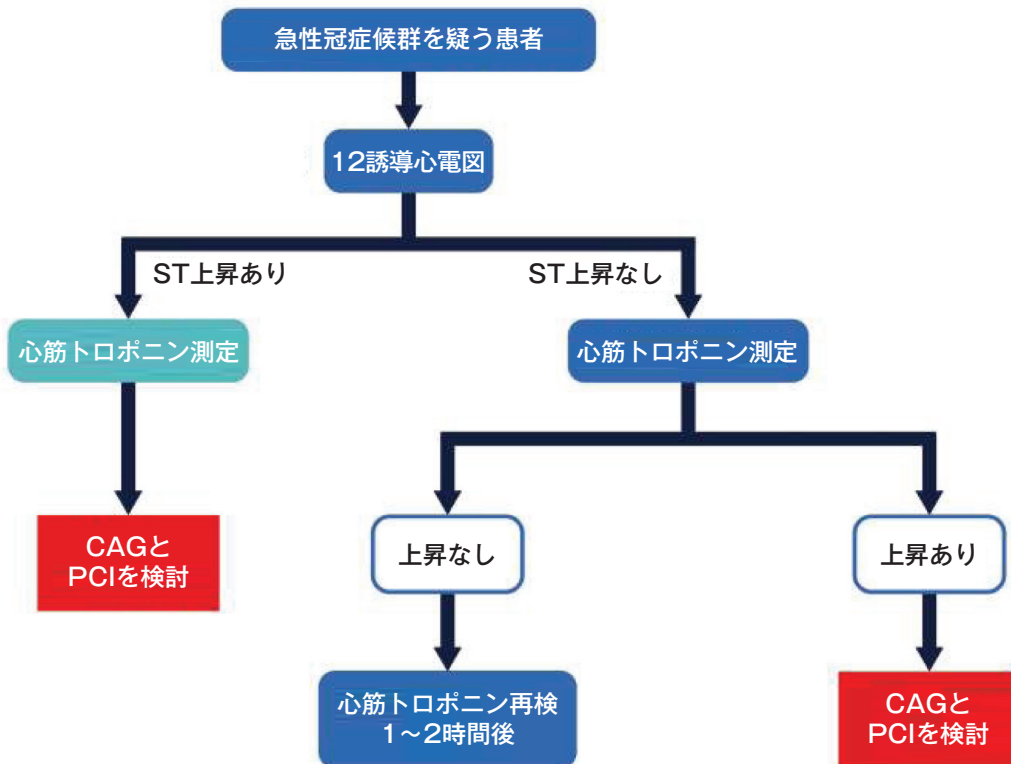 急性冠症候群を疑う患者
12誘導心電図
ST上昇あり
ST上昇なし
心筋トロポニン測定
心筋トロポニン測定
CAGと
PCIを検討
上昇なし
上昇あり
心筋トロポニン再検
1〜2時間後
CAGと
PCIを検討